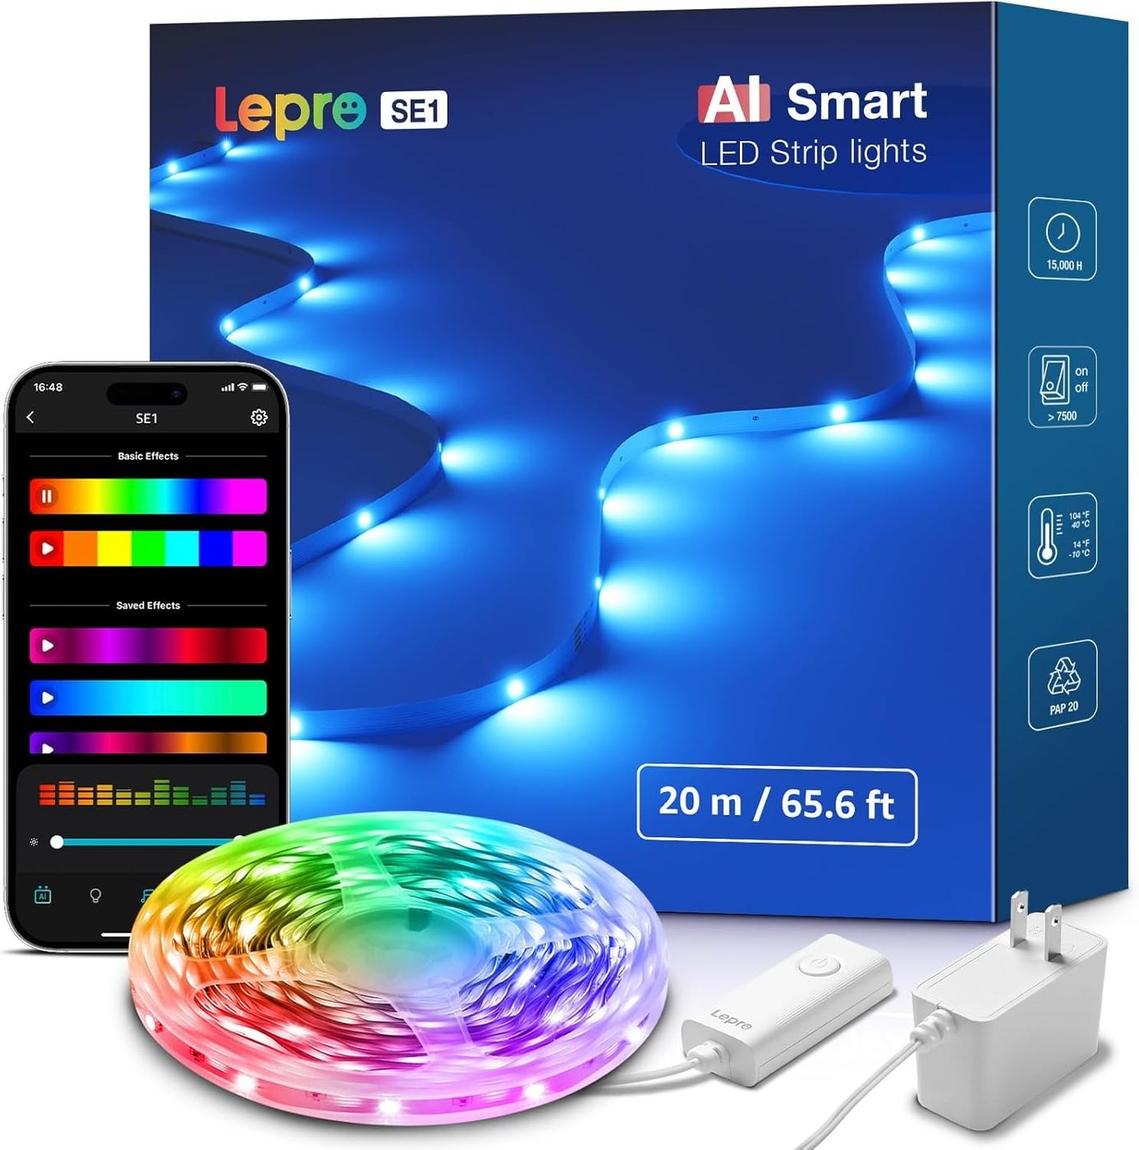 Lepro SE1
AI Smart
LED Strip lights
15,000 H
on
off
> 7500
104 °F
40 °C
14 °F
-10 °C
PAP 20
20 m / 65.6 ft
16:48
SE1
Basic Effects
Saved Effects
AI
Lepro